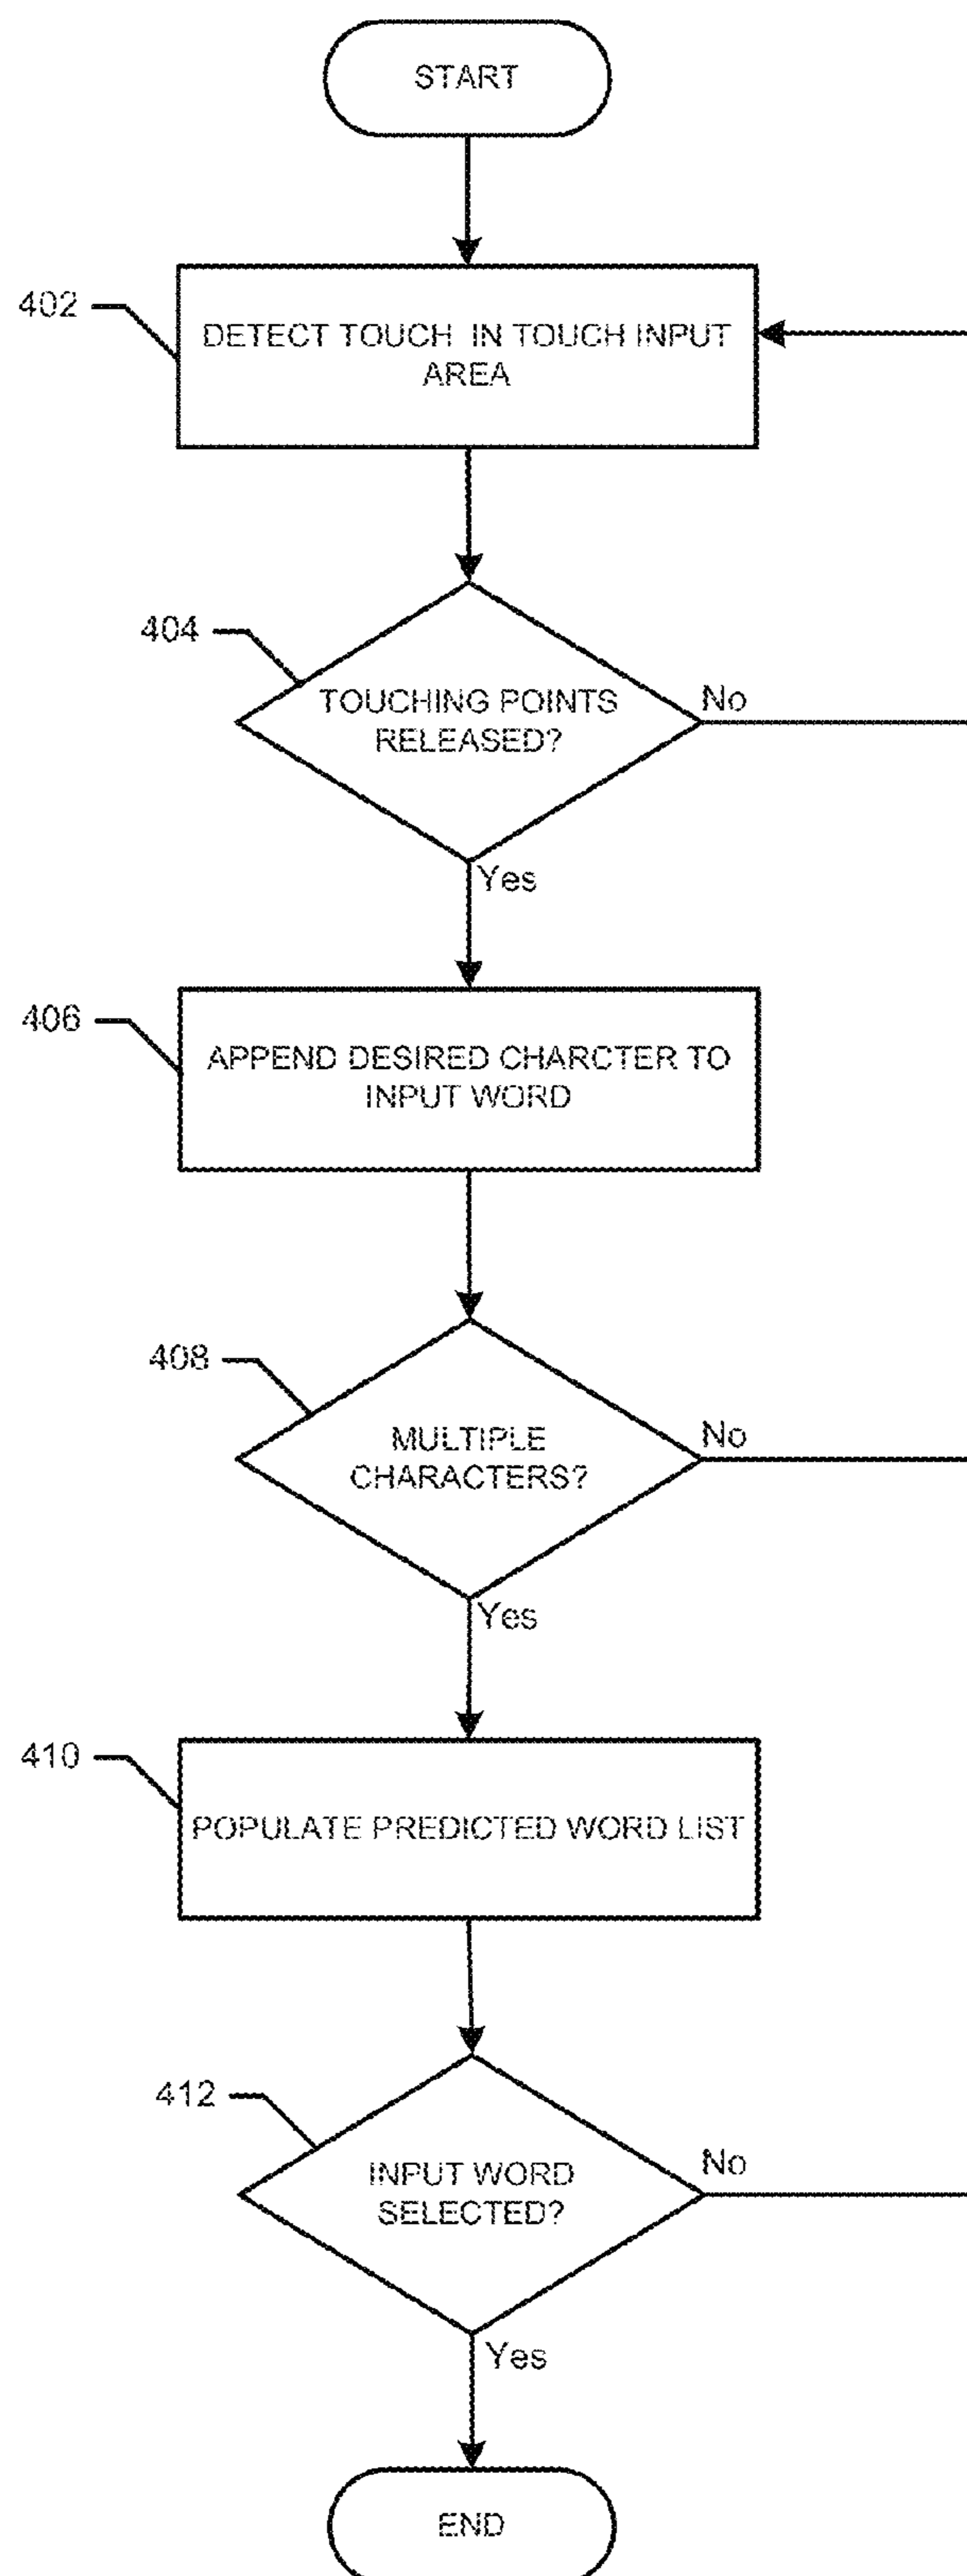 START
402
DETECT TOUCH IN TOUCH INPUT
AREA
404
TOUCHING POINTS
RELEASED?
No
Yes
406
APPEND DESIRED CHARCTER TO
INPUT WORD
408
MULTIPLE
CHARACTERS?
No
Yes
410
POPULATE PREDICTED WORD LIST
412
INPUT WORD
SELECTED?
No
Yes
END